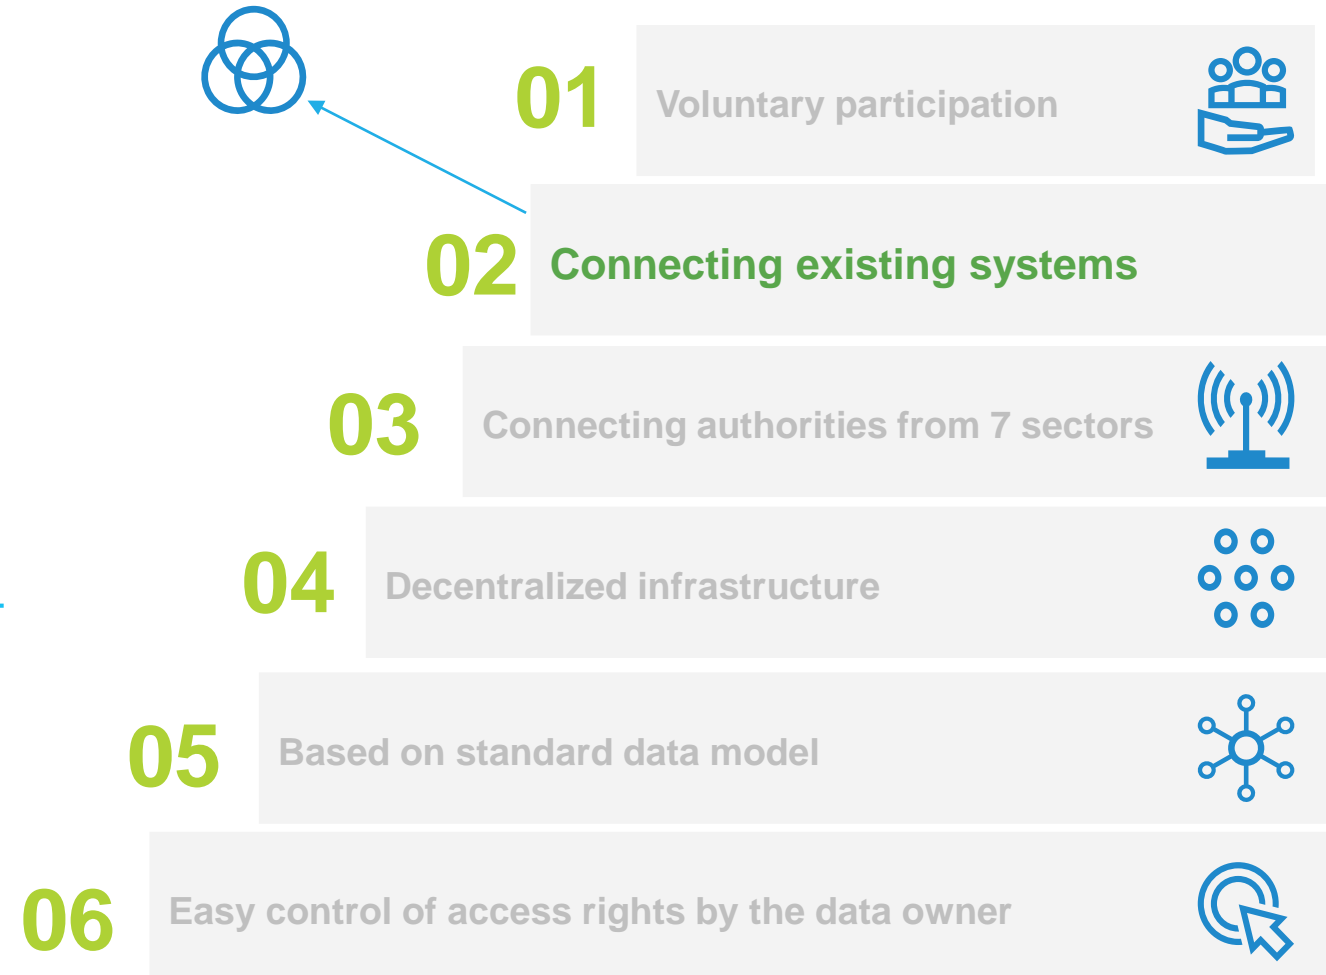 01
Voluntary participation
02
Connecting existing systems
03
Connecting authorities from 7 sectors
04
Decentralized infrastructure
05
Based on standard data model
06
Easy control of access rights by the data owner